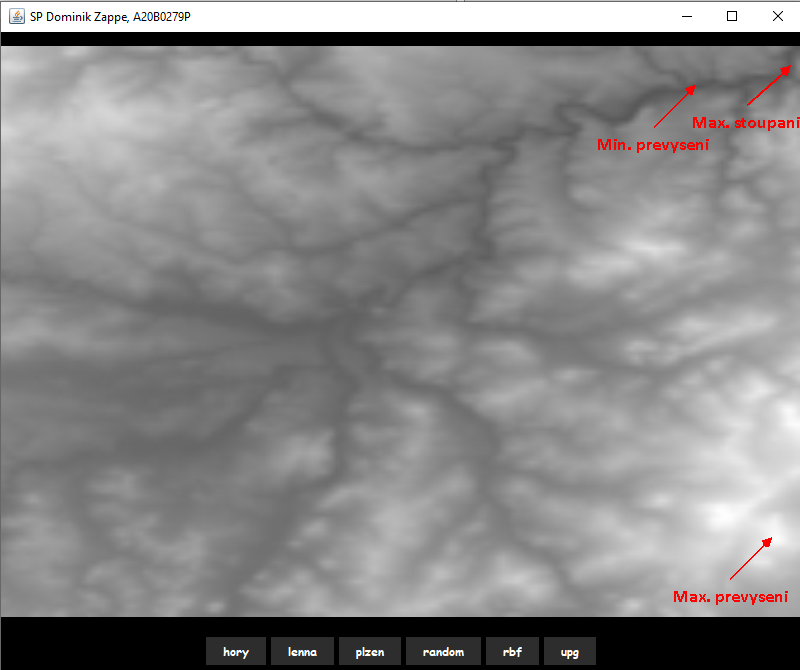 SP Dominik Zappe, A20B0279P
Max. stoupani
Min. prevyseni
Max. prevyseni
hory lenna plzen random rbf upg